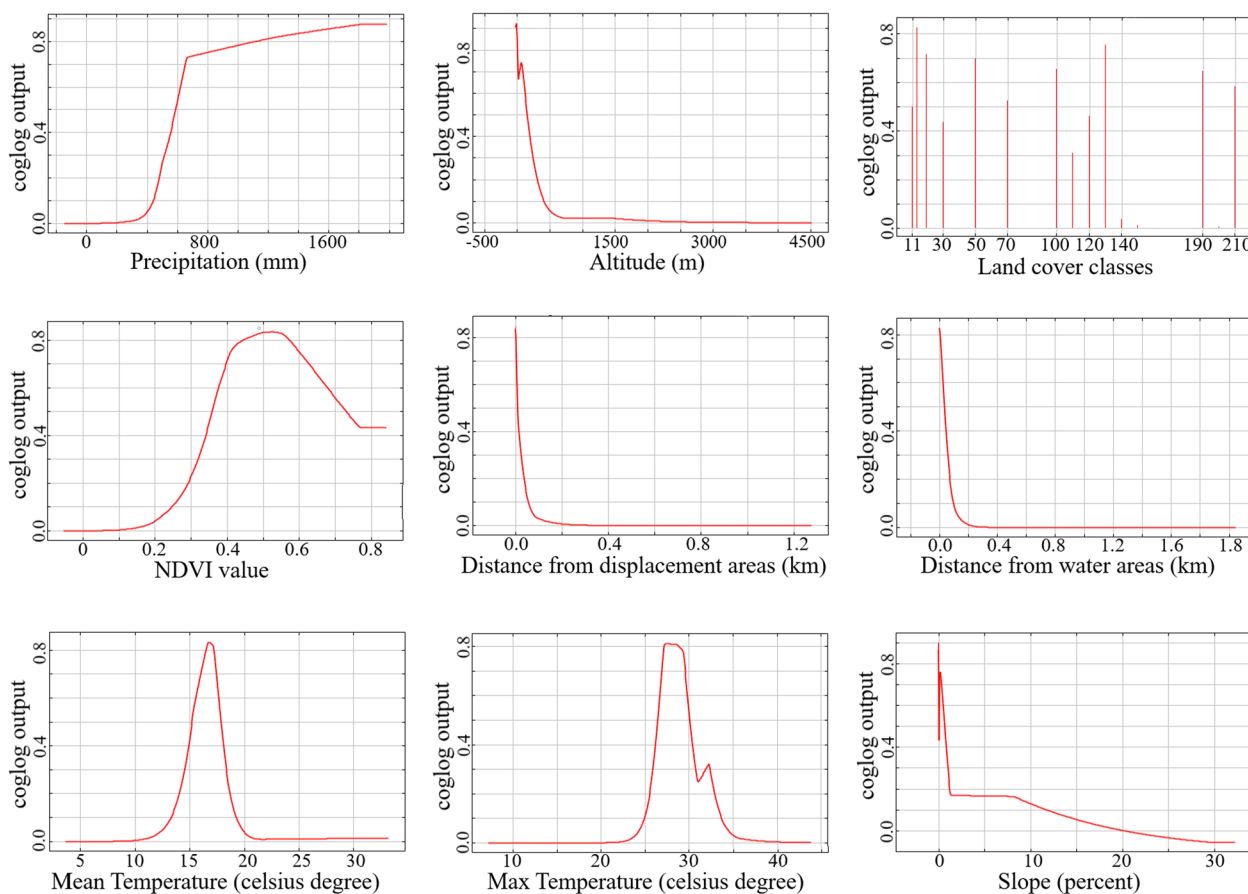 coglog output
0.8
0.4
0.0
0 800 1600
Precipitation (mm)
coglog output
0.8
0.4
0.0
-500 1500 3000 4500
Altitude (m)
coglog output
0.8
0.4
0.0
11 30 50 70 100 120 140 190 210
Land cover classes
coglog output
0.8
0.4
0.0
0 0.2 0.4 0.6 0.8
NDVI value
coglog output
0.8
0.4
0.0
0.0 0.4 0.8 1.2
Distance from displacement areas (km)
coglog output
0.8
0.4
0.0
0.0 0.4 0.8 1.2 1.6 1.8
Distance from water areas (km)
coglog output
0.8
0.4
0.0
5 10 15 20 25 30
Mean Temperature (celsius degree)
coglog output
0.8
0.4
0.0
10 20 30 40
Max Temperature (celsius degree)
coglog output
0.8
0.4
0.0
0 10 20 30
Slope (percent)